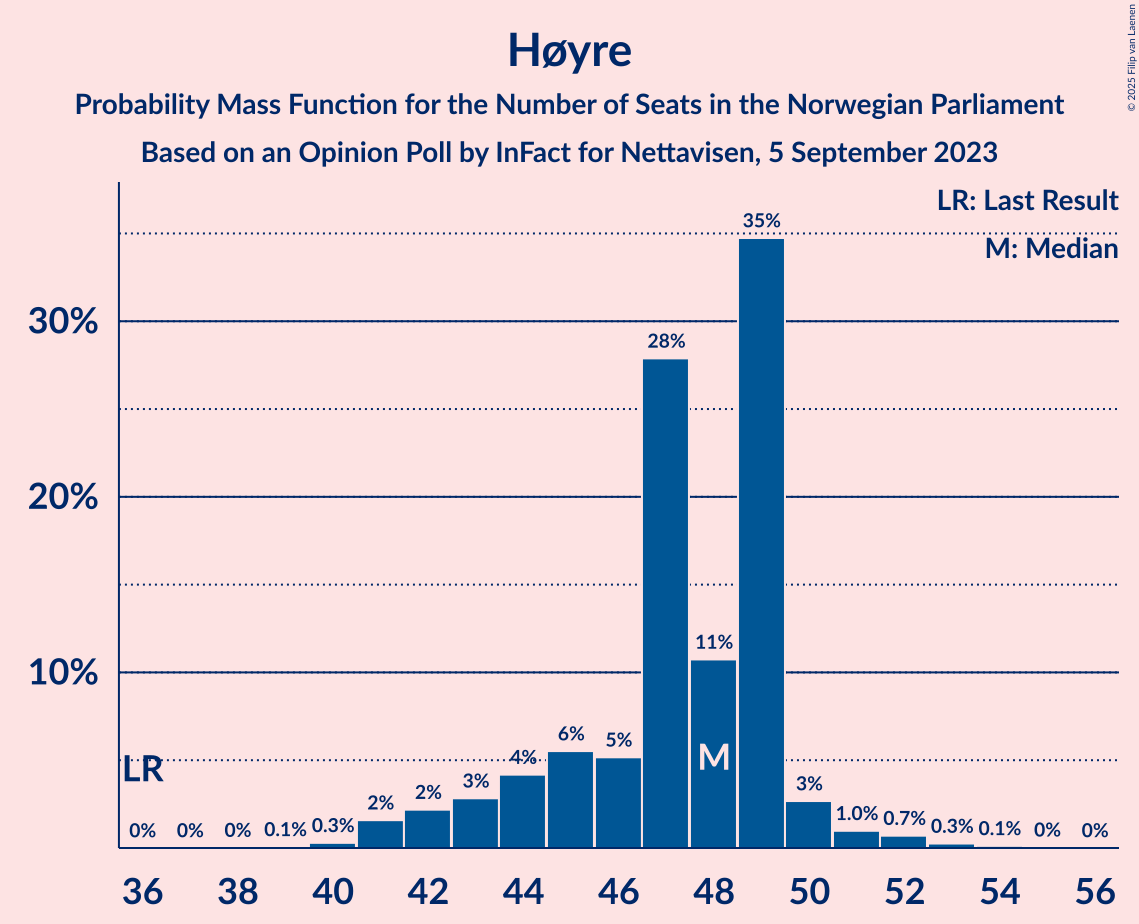 Høyre
Probability Mass Function for the Number of Seats in the Norwegian Parliament
Based on an Opinion Poll by InFact for Nettavisen, 5 September 2023
© 2025 Filip van Laenen
LR: Last Result
M: Median
35%
30%
28%
20%
11%
10%
M
LR
0% 0% 0% 0.1% 0.3% 2% 2% 3% 4% 6% 5% 3% 1.0% 0.7% 0.3% 0.1% 0% 0%
36 38 40 42 44 46 48 50 52 54 56